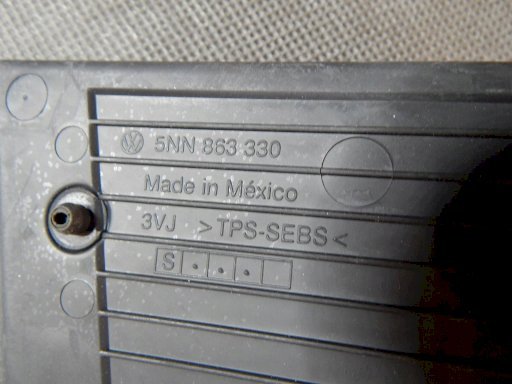 5NN 863 330
Made in México
3VJ >TPS-SEBS<
S